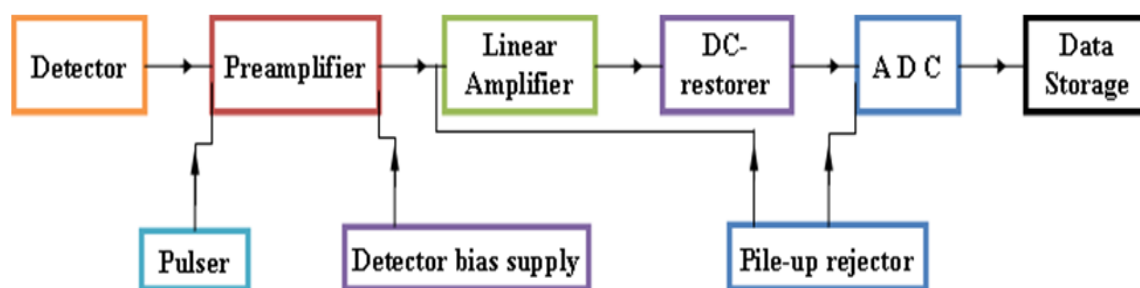 Detector
Preamplifier
Linear
Amplifier
DC-
restorer
A D C
Data
Storage
Pulser
Detector bias supply
Pile-up rejector